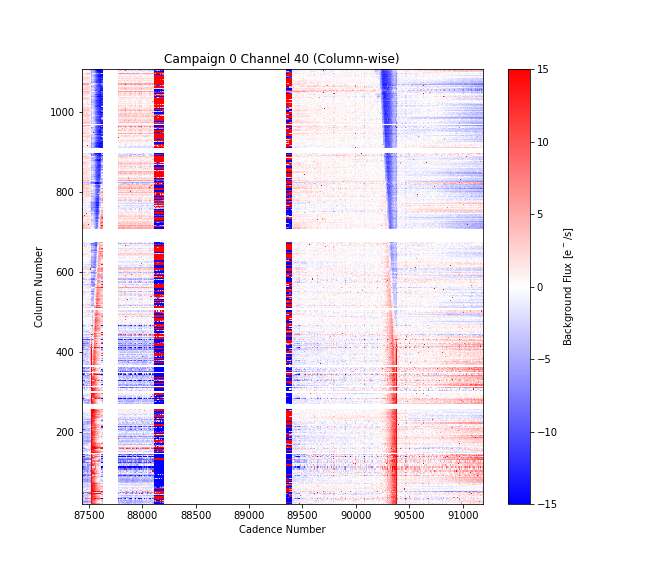 Campaign 0 Channel 40 (Column-wise)
Column Number
1000
800
600
400
200
87500 88000 88500 89000 89500 90000 90500 91000
Cadence Number
15
10
5
0
−5
−10
−15
Background Flux [e⁻/s]